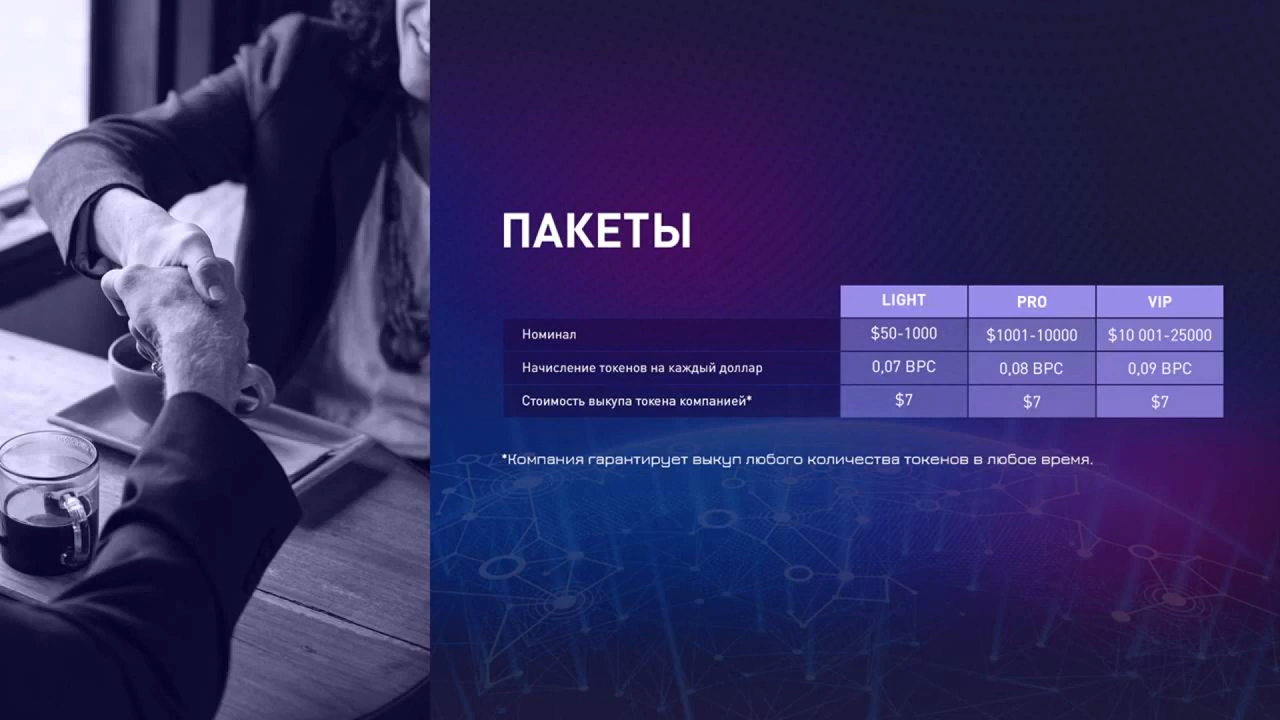 ПАКЕТЫ
LIGHT PRO VIP
Номинал $50-1000 $1001-10000 $10 001-25000
Начисление токенов на каждый доллар 0,07 BPC 0,08 BPC 0,09 BPC
Стоимость выкупа токена компанией* $7 $7 $7
*Компания гарантирует выкуп любого количества токенов в любое время.